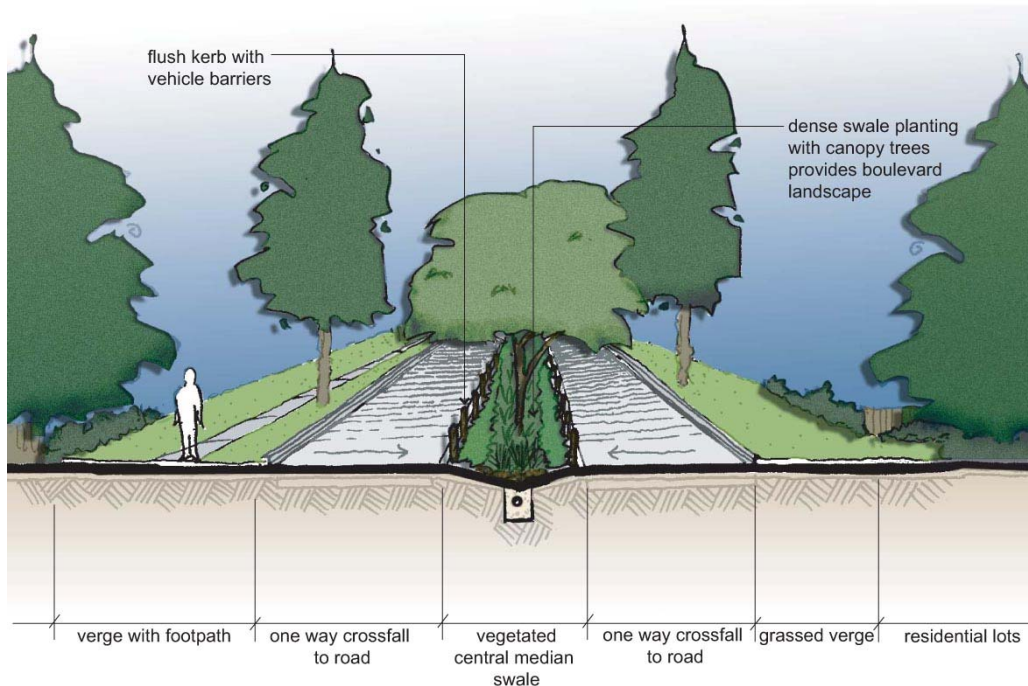 flush kerb with
vehicle barriers
dense swale planting
with canopy trees
provides boulevard
landscape
verge with footpath
one way crossfall
to road
vegetated
central median
swale
one way crossfall
to road
grassed verge
residential lots